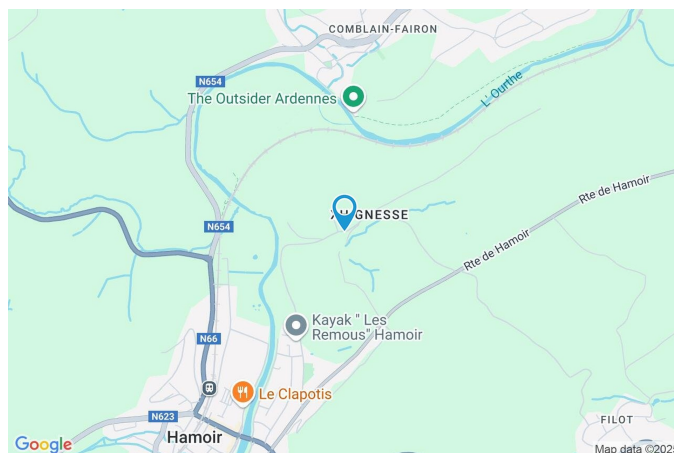 COMBLAIN-FAIRON
N654
The Outsider Ardennes
L'Ourthe
Rte de Hamoir
GNESSE
N654
Rte de Hamoir
Kayak " Les
Remous" Hamoir
N66
Le Clapotis
N623
Hamoir
FILOT
Google
Map data ©2025